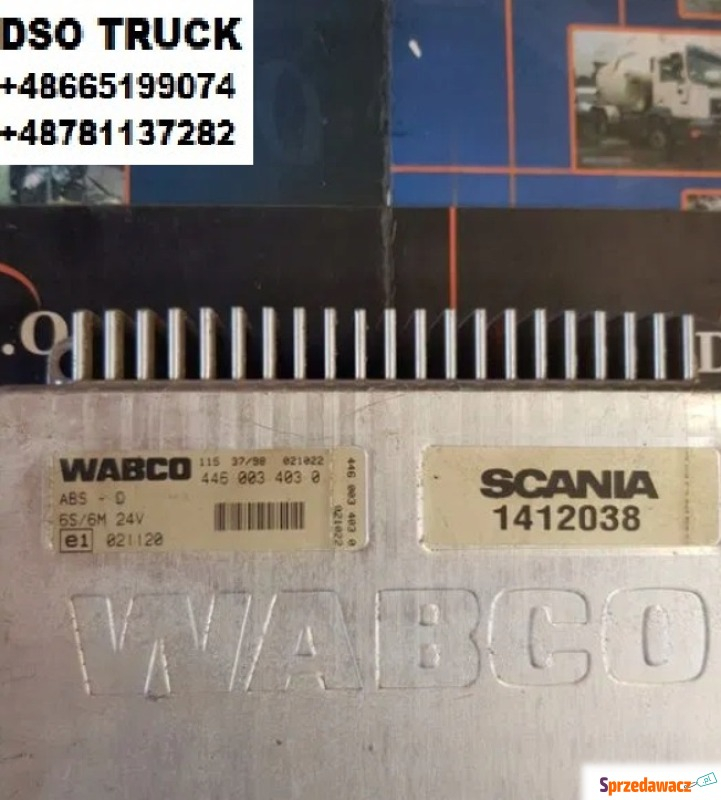 DSO TRUCK
+48665199074
+48781137282
.O
D
WABCO 115 37/98 021022
446 003 403 0
ABS - D
6S/6M 24V
e1 021120
446 003 403 0
021022
SCANIA
1412038
WABCO
Sprzedawacz.pl